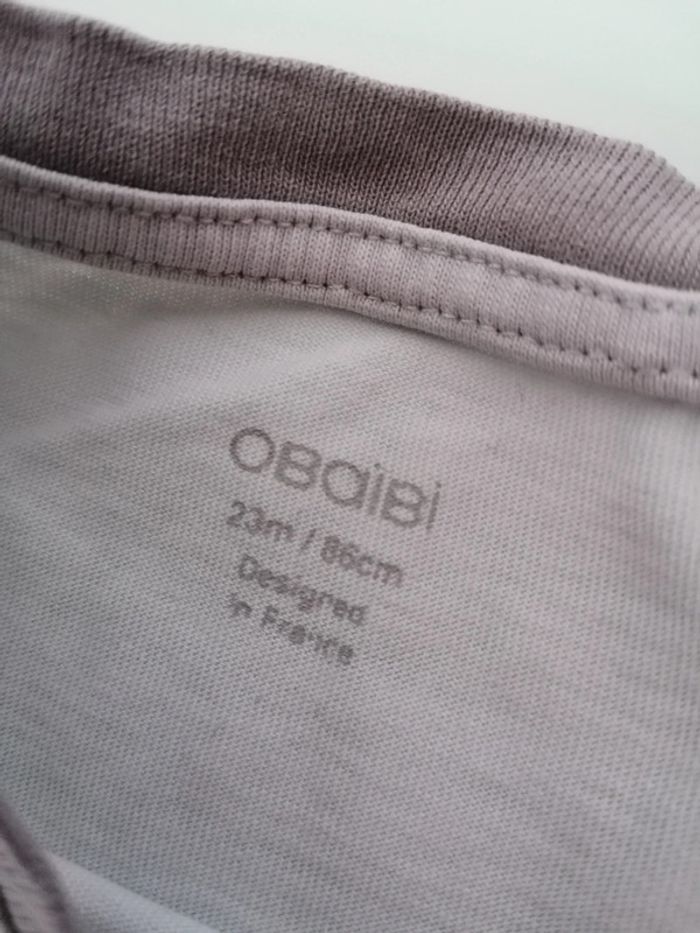 OBaiBi
23m / 86cm
Designed
in France